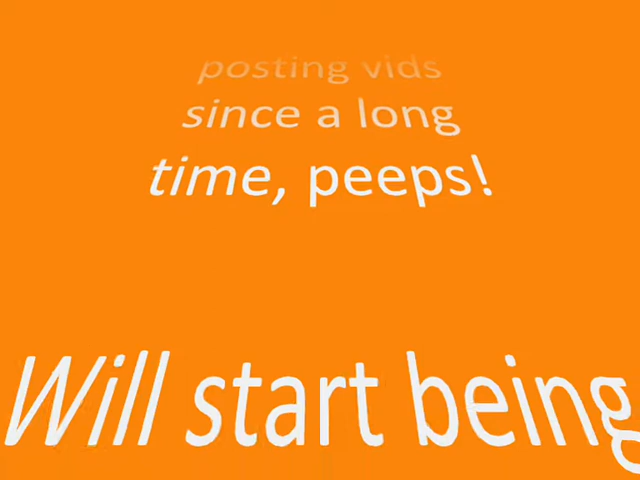 posting vids
since a long
time, peeps!
Will start being